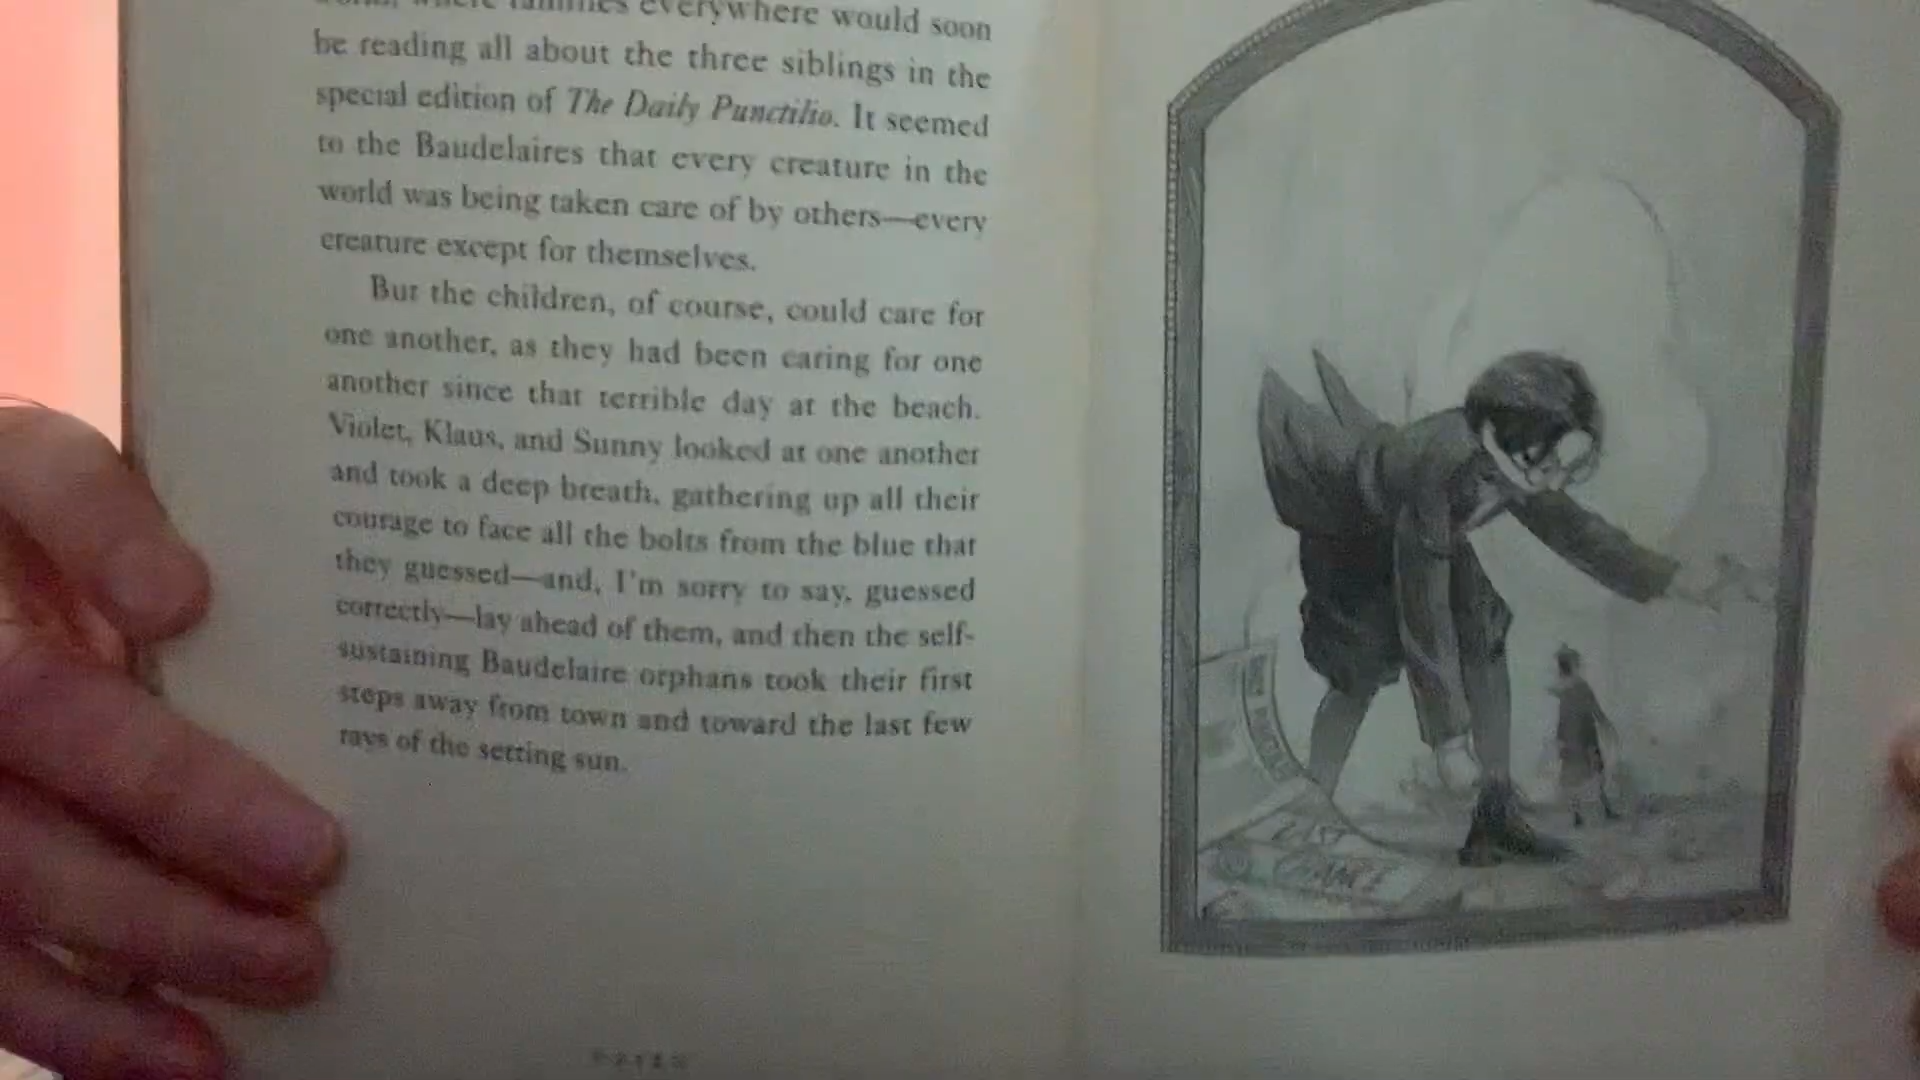 where families everywhere would soon
be reading all about the three siblings in the
special edition of The Daily Punctilio. It seemed
to the Baudelaires that every creature in the
world was being taken care of by others—every
creature except for themselves.
But the children, of course, could care for
one another, as they had been caring for one
another since that terrible day at the beach.
Violet, Klaus, and Sunny looked at one another
and took a deep breath, gathering up all their
courage to face all the bolts from the blue that
they guessed—and, I'm sorry to say, guessed
correctly—lay ahead of them, and then the self-
sustaining Baudelaire orphans took their first
steps away from town and toward the last few
rays of the setting sun.
LAST
CHANCE